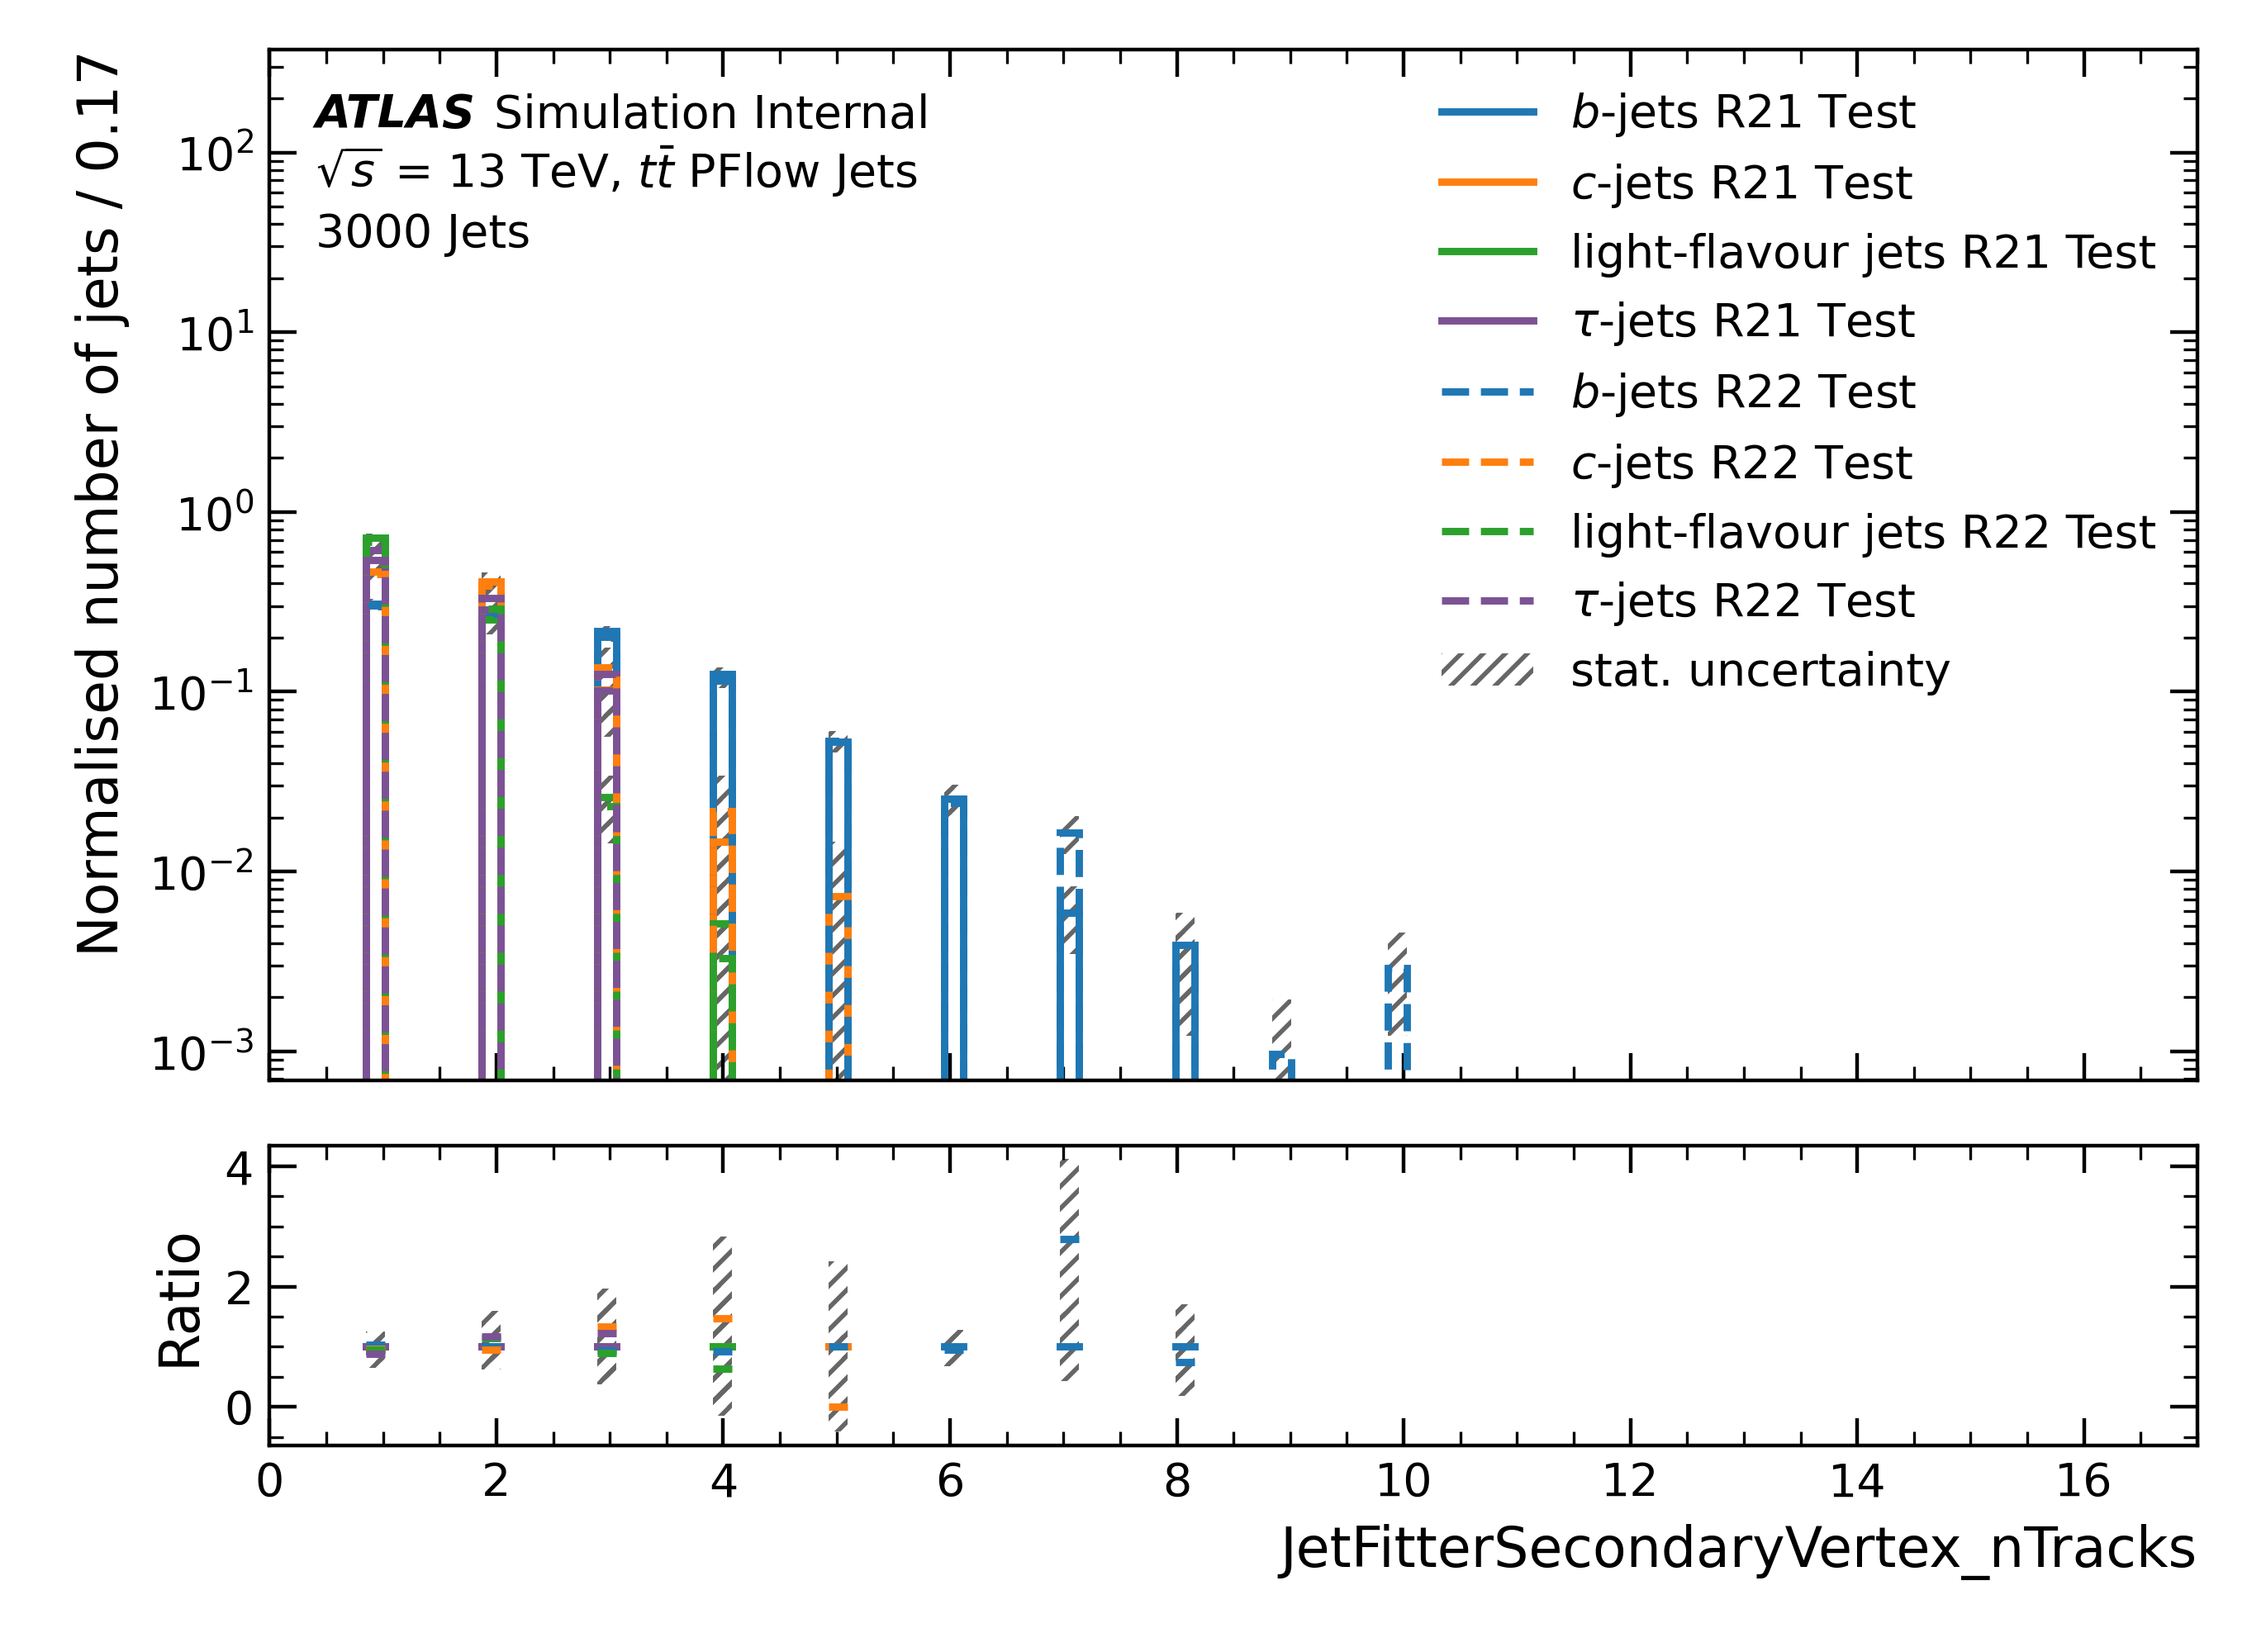 Normalised number of jets / 0.17
10²
10¹
10⁰
10⁻¹
10⁻²
10⁻³
ATLAS Simulation Internal
√s = 13 TeV, tt̄ PFlow Jets
3000 Jets
b-jets R21 Test
c-jets R21 Test
light-flavour jets R21 Test
τ-jets R21 Test
b-jets R22 Test
c-jets R22 Test
light-flavour jets R22 Test
τ-jets R22 Test
stat. uncertainty
Ratio
4
2
0
0 2 4 6 8 10 12 14 16
JetFitterSecondaryVertex_nTracks